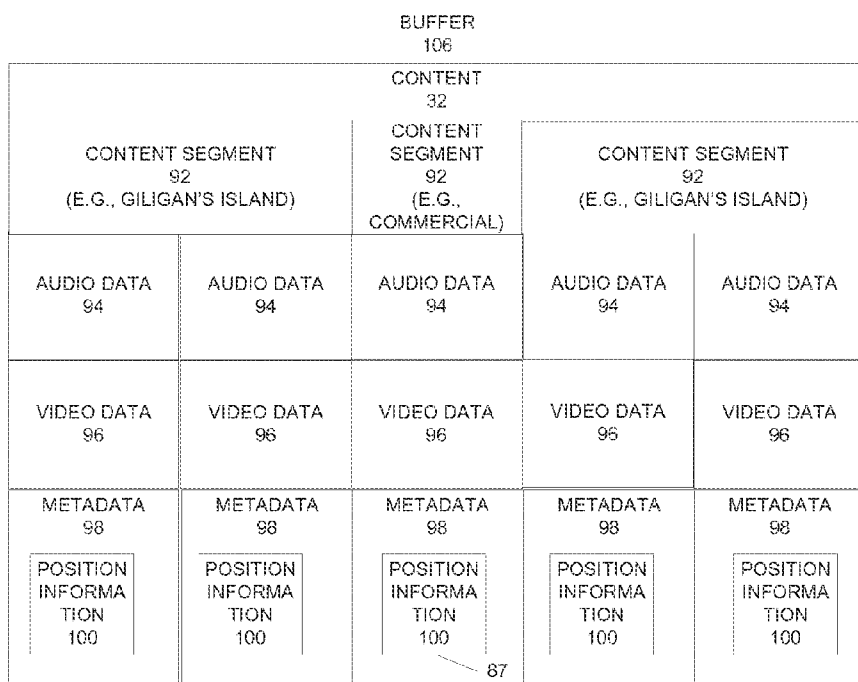 BUFFER
106
CONTENT
32
CONTENT SEGMENT
92
(E.G., GILIGAN'S ISLAND)
CONTENT
SEGMENT
92
(E.G.,
COMMERCIAL)
CONTENT SEGMENT
92
(E.G., GILIGAN'S ISLAND)
AUDIO DATA
94
AUDIO DATA
94
AUDIO DATA
94
AUDIO DATA
94
AUDIO DATA
94
VIDEO DATA
96
VIDEO DATA
96
VIDEO DATA
96
VIDEO DATA
96
VIDEO DATA
96
METADATA
98
METADATA
98
METADATA
98
METADATA
98
METADATA
98
POSITION
INFORMA
TION
100
POSITION
INFORMA
TION
100
POSITION
INFORMA
TION
100
POSITION
INFORMA
TION
100
POSITION
INFORMA
TION
100
87